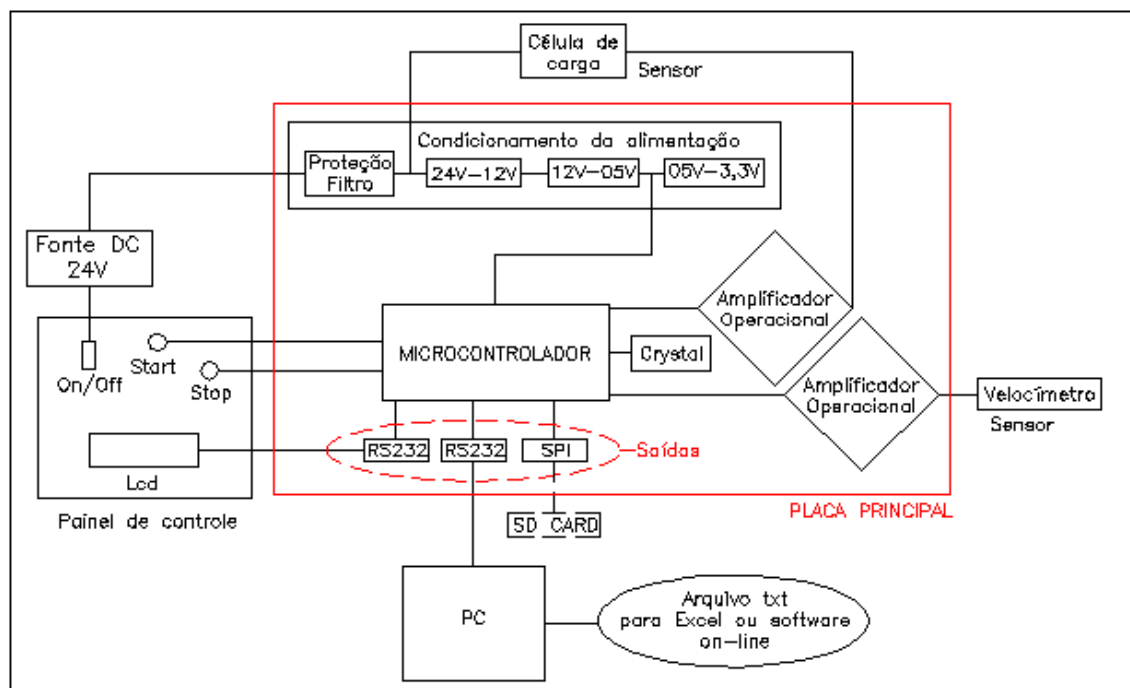 Célula de
carga
Sensor
Condicionamento da alimentação
Proteção
Filtro
24V-12V
12V-05V
05V-3,3V
Fonte DC
24V
Amplificador
Operacional
MICROCONTROLADOR
Crystal
Start
On/Off
Stop
Amplificador
Operacional
Velocímetro
Sensor
RS232
RS232
SPI
Saídas
Lcd
Painel de controle
PLACA PRINCIPAL
SD CARD
PC
Arquivo txt
para Excel ou software
on-line